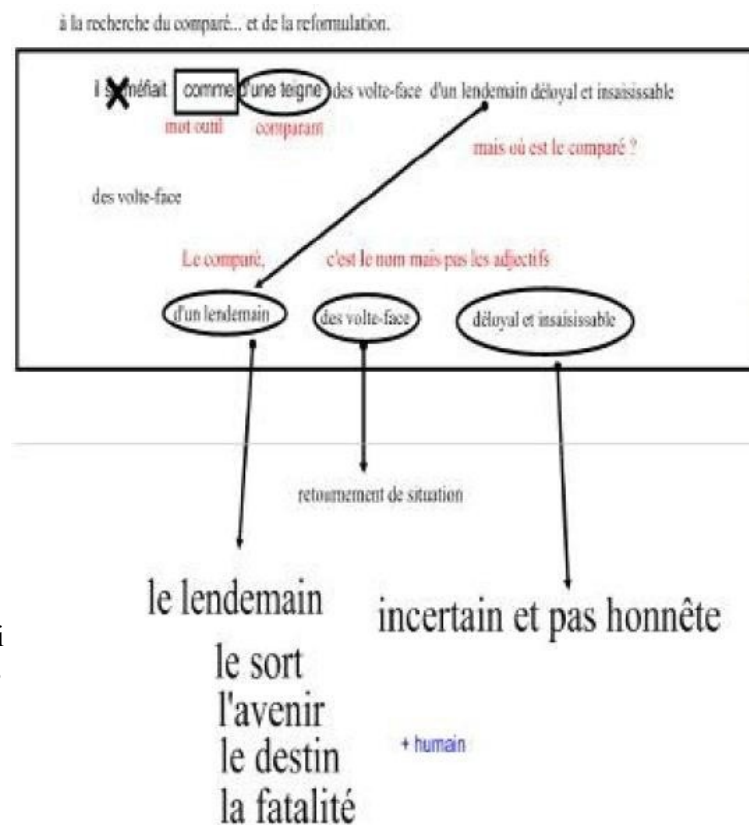 à la recherche du comparé... et de la reformulation.
il se méfiait comme d'une teigne des volte-face d'un lendemain déloyal et insaisissable
mot outil comparant
mais où est le comparé ?
des volte-face
Le comparé, c'est le nom mais pas les adjectifs
d'un lendemain des volte-face déloyal et insaisissable
retournement de situation
le lendemain
incertain et pas honnête
le sort
l'avenir
+ humain
le destin
la fatalité